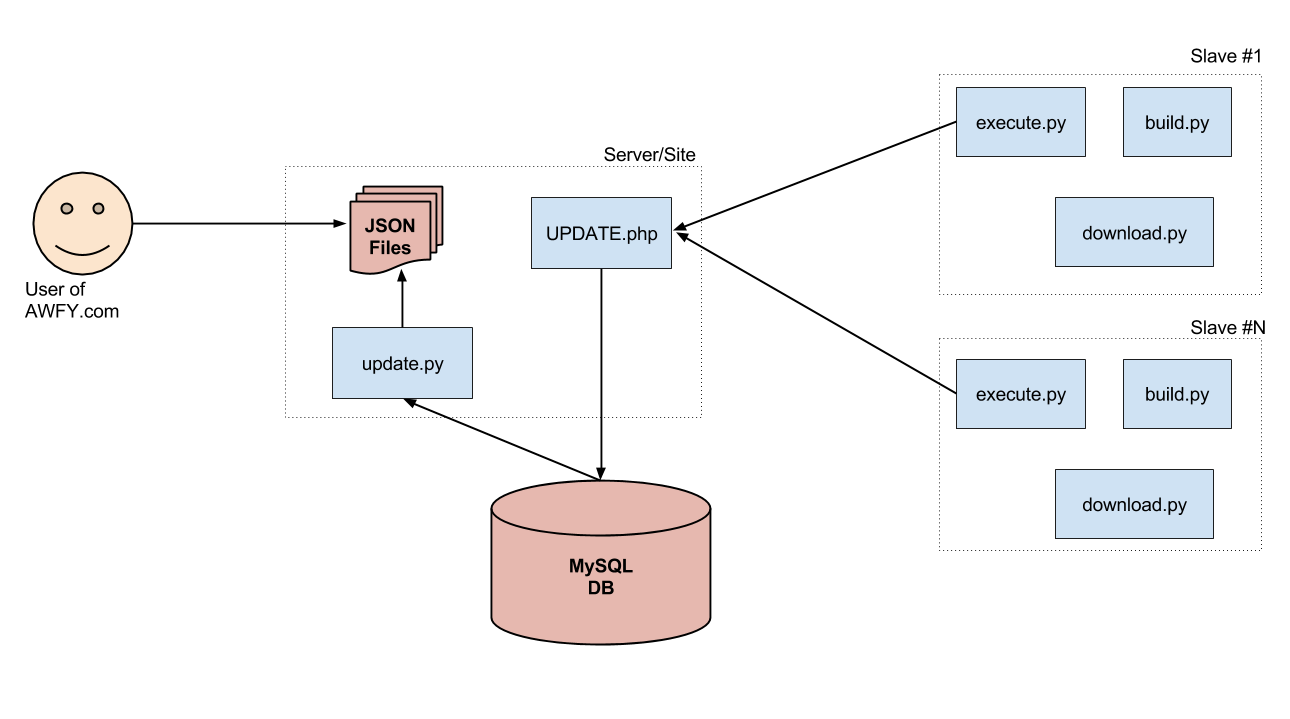 Slave #1
execute.py
build.py
download.py
Server/Site
JSON
Files
UPDATE.php
update.py
User of
AWFY.com
Slave #N
execute.py
build.py
download.py
MySQL
DB